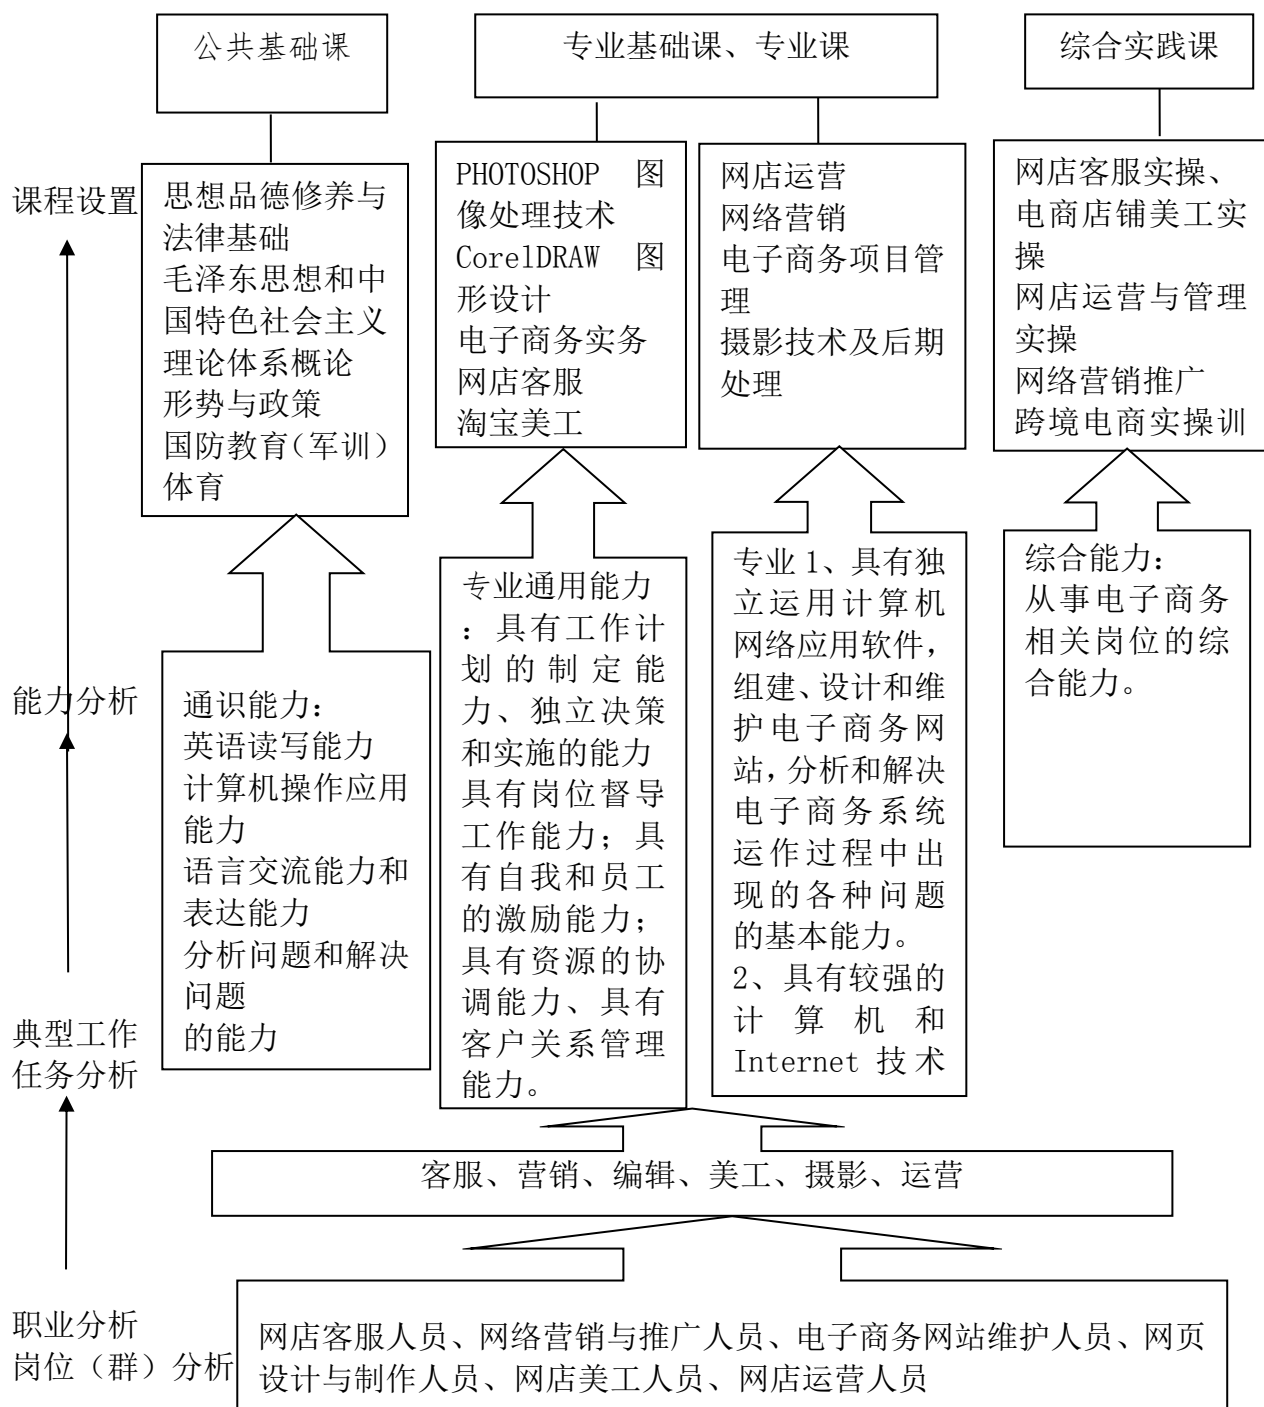 公共基础课
专业基础课、专业课
综合实践课
课程设置
思想品德修养与
法律基础
毛泽东思想和中
国特色社会主义
理论体系概论
形势与政策
国防教育（军训）
体育
PHOTOSHOP 图
像处理技术
CorelDRAW 图
形设计
电子商务实务
网店客服
淘宝美工
网店运营
网络营销
电子商务项目管
理
摄影技术及后期
处理
网店客服实操、
电商店铺美工实
操
网店运营与管理
实操
网络营销推广
跨境电商实操训
能力分析
通识能力：
英语读写能力
计算机操作应用
能力
语言交流能力和
表达能力
分析问题和解决
问题
的能力
专业通用能力
：具有工作计
划的制定能
力、独立决策
和实施的能力
具有岗位督导
工作能力；具
有自我和员工
的激励能力；
具有资源的协
调能力、具有
客户关系管理
能力。
专业 1、具有独
立运用计算机
网络应用软件，
组建、设计和维
护电子商务网
站，分析和解决
电子商务系统
运作过程中出
现的各种问题
的基本能力。
2、具有较强的
计算机和
Internet 技术
综合能力：
从事电子商务
相关岗位的综
合能力。
典型工作
任务分析
客服、营销、编辑、美工、摄影、运营
职业分析
岗位（群）分析
网店客服人员、网络营销与推广人员、电子商务网站维护人员、网页
设计与制作人员、网店美工人员、网店运营人员